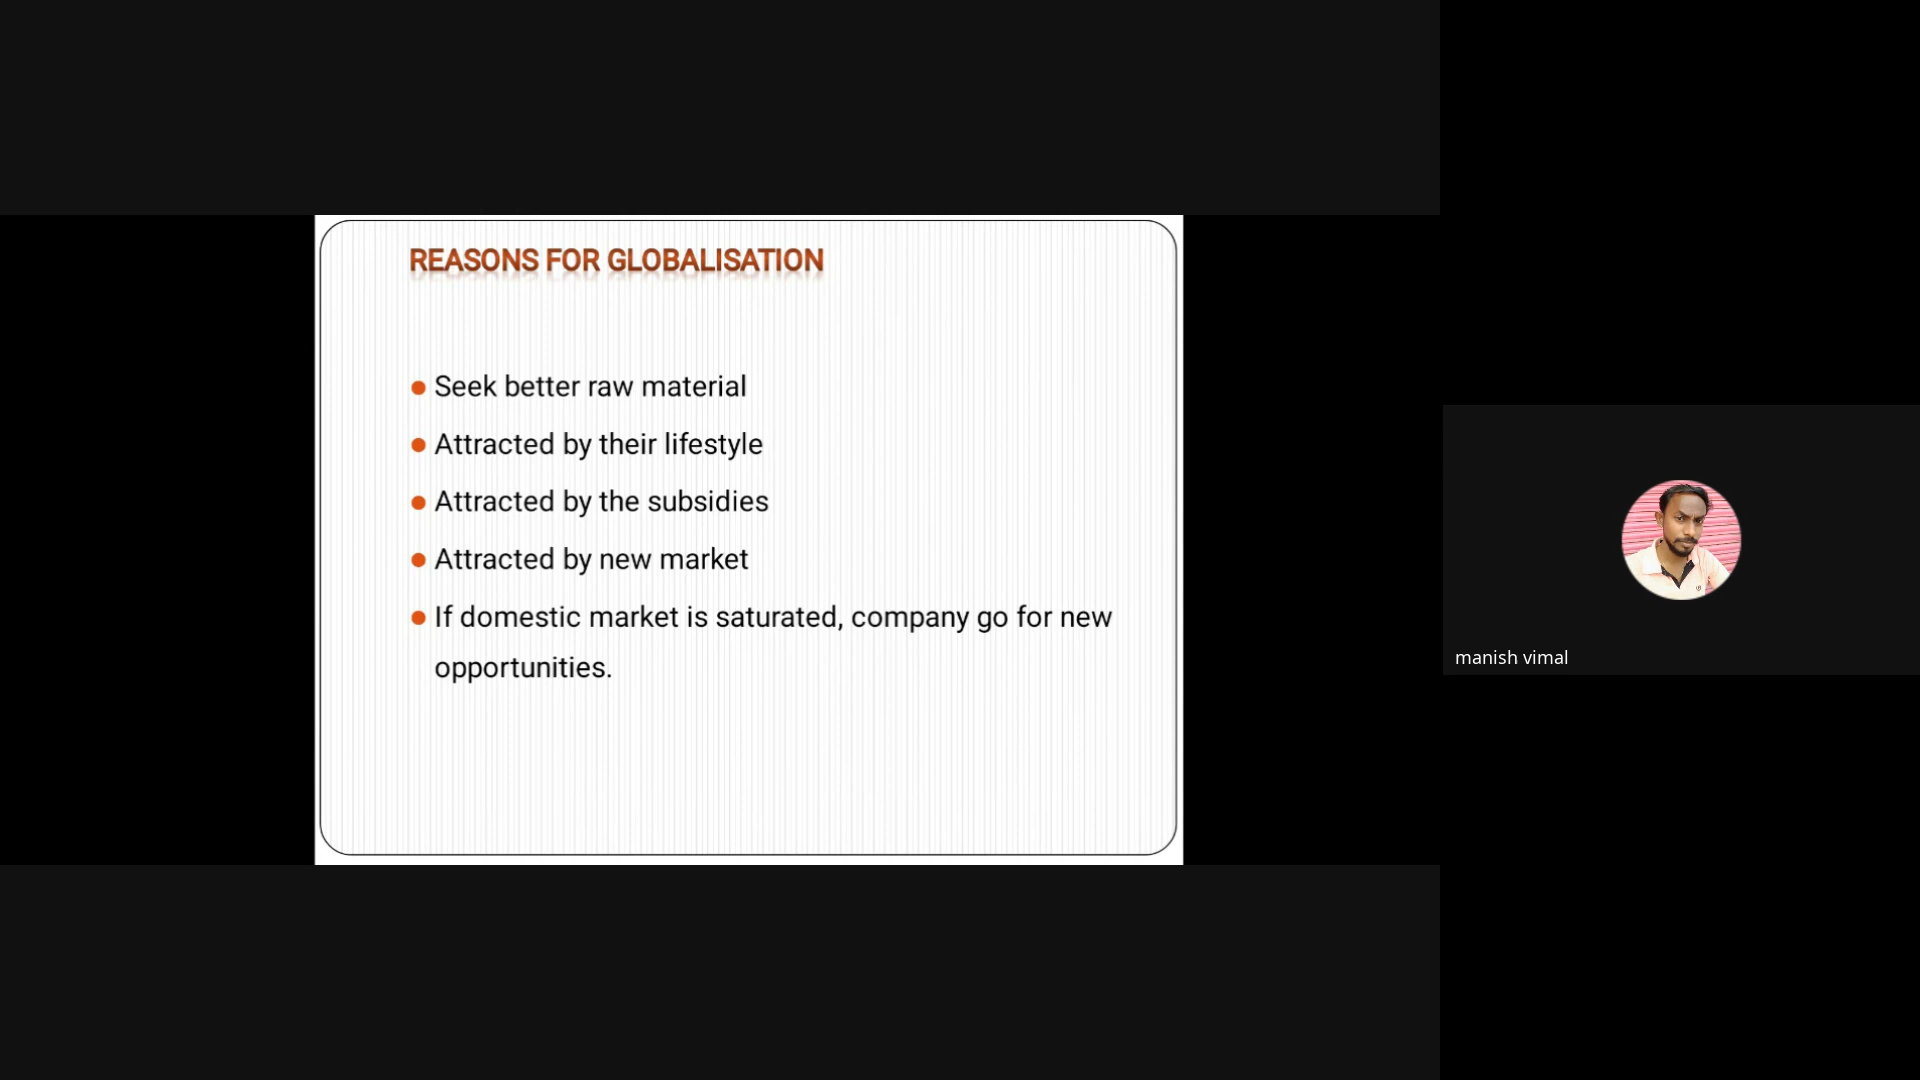 REASONS FOR GLOBALISATION
Seek better raw material
Attracted by their lifestyle
Attracted by the subsidies
Attracted by new market
If domestic market is saturated, company go for new
opportunities.
manish vimal